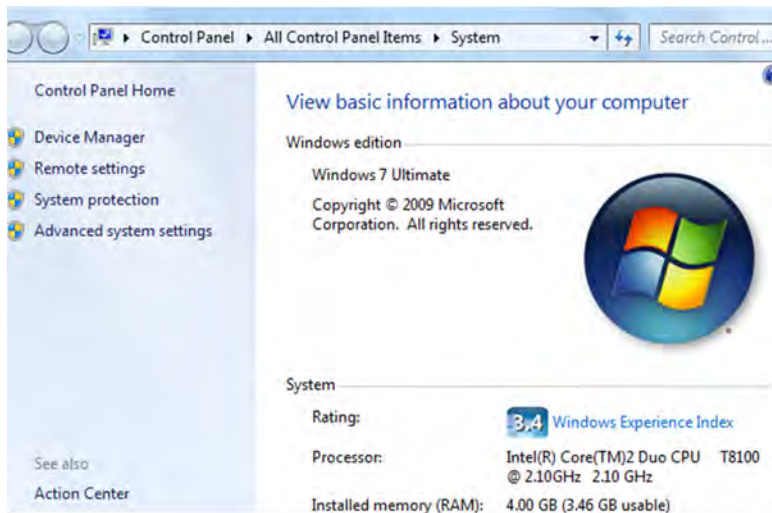 Control Panel ▸ All Control Panel Items ▸ System
Search Control ...
Control Panel Home
Device Manager
Remote settings
System protection
Advanced system settings
See also
Action Center
View basic information about your computer
Windows edition
Windows 7 Ultimate
Copyright © 2009 Microsoft
Corporation. All rights reserved.
System
Rating:
3.4 Windows Experience Index
Processor:
Intel(R) Core(TM)2 Duo CPU T8100
@ 2.10GHz 2.10 GHz
Installed memory (RAM):
4.00 GB (3.46 GB usable)